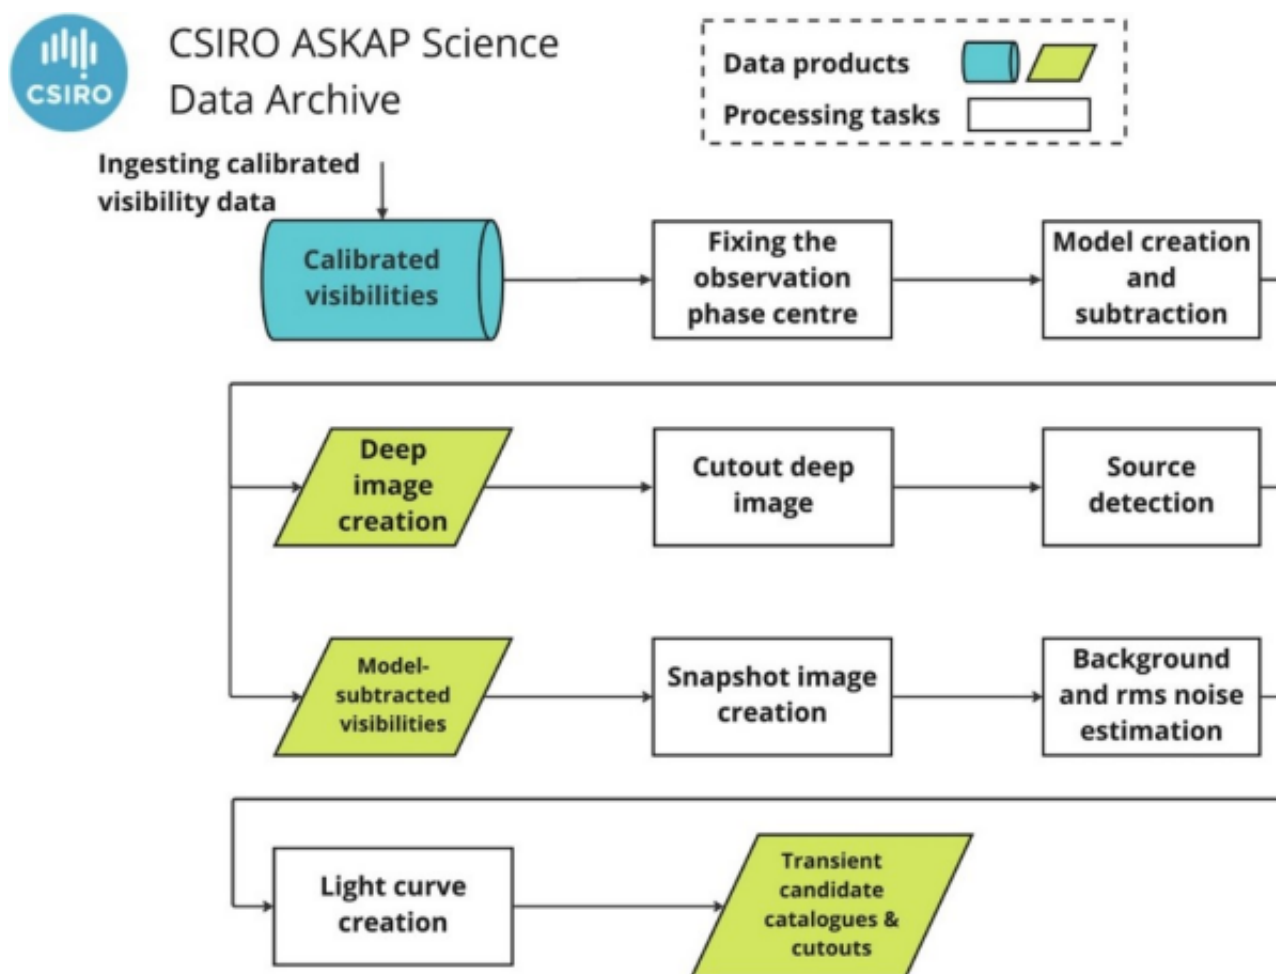 CSIRO
CSIRO ASKAP Science
Data Archive
Data products
Processing tasks
Ingesting calibrated
visibility data
Calibrated
visibilities
Fixing the
observation
phase centre
Model creation
and
subtraction
Deep
image
creation
Cutout deep
image
Source
detection
Model-
subtracted
visibilities
Snapshot image
creation
Background
and rms noise
estimation
Light curve
creation
Transient
candidate
catalogues &
cutouts